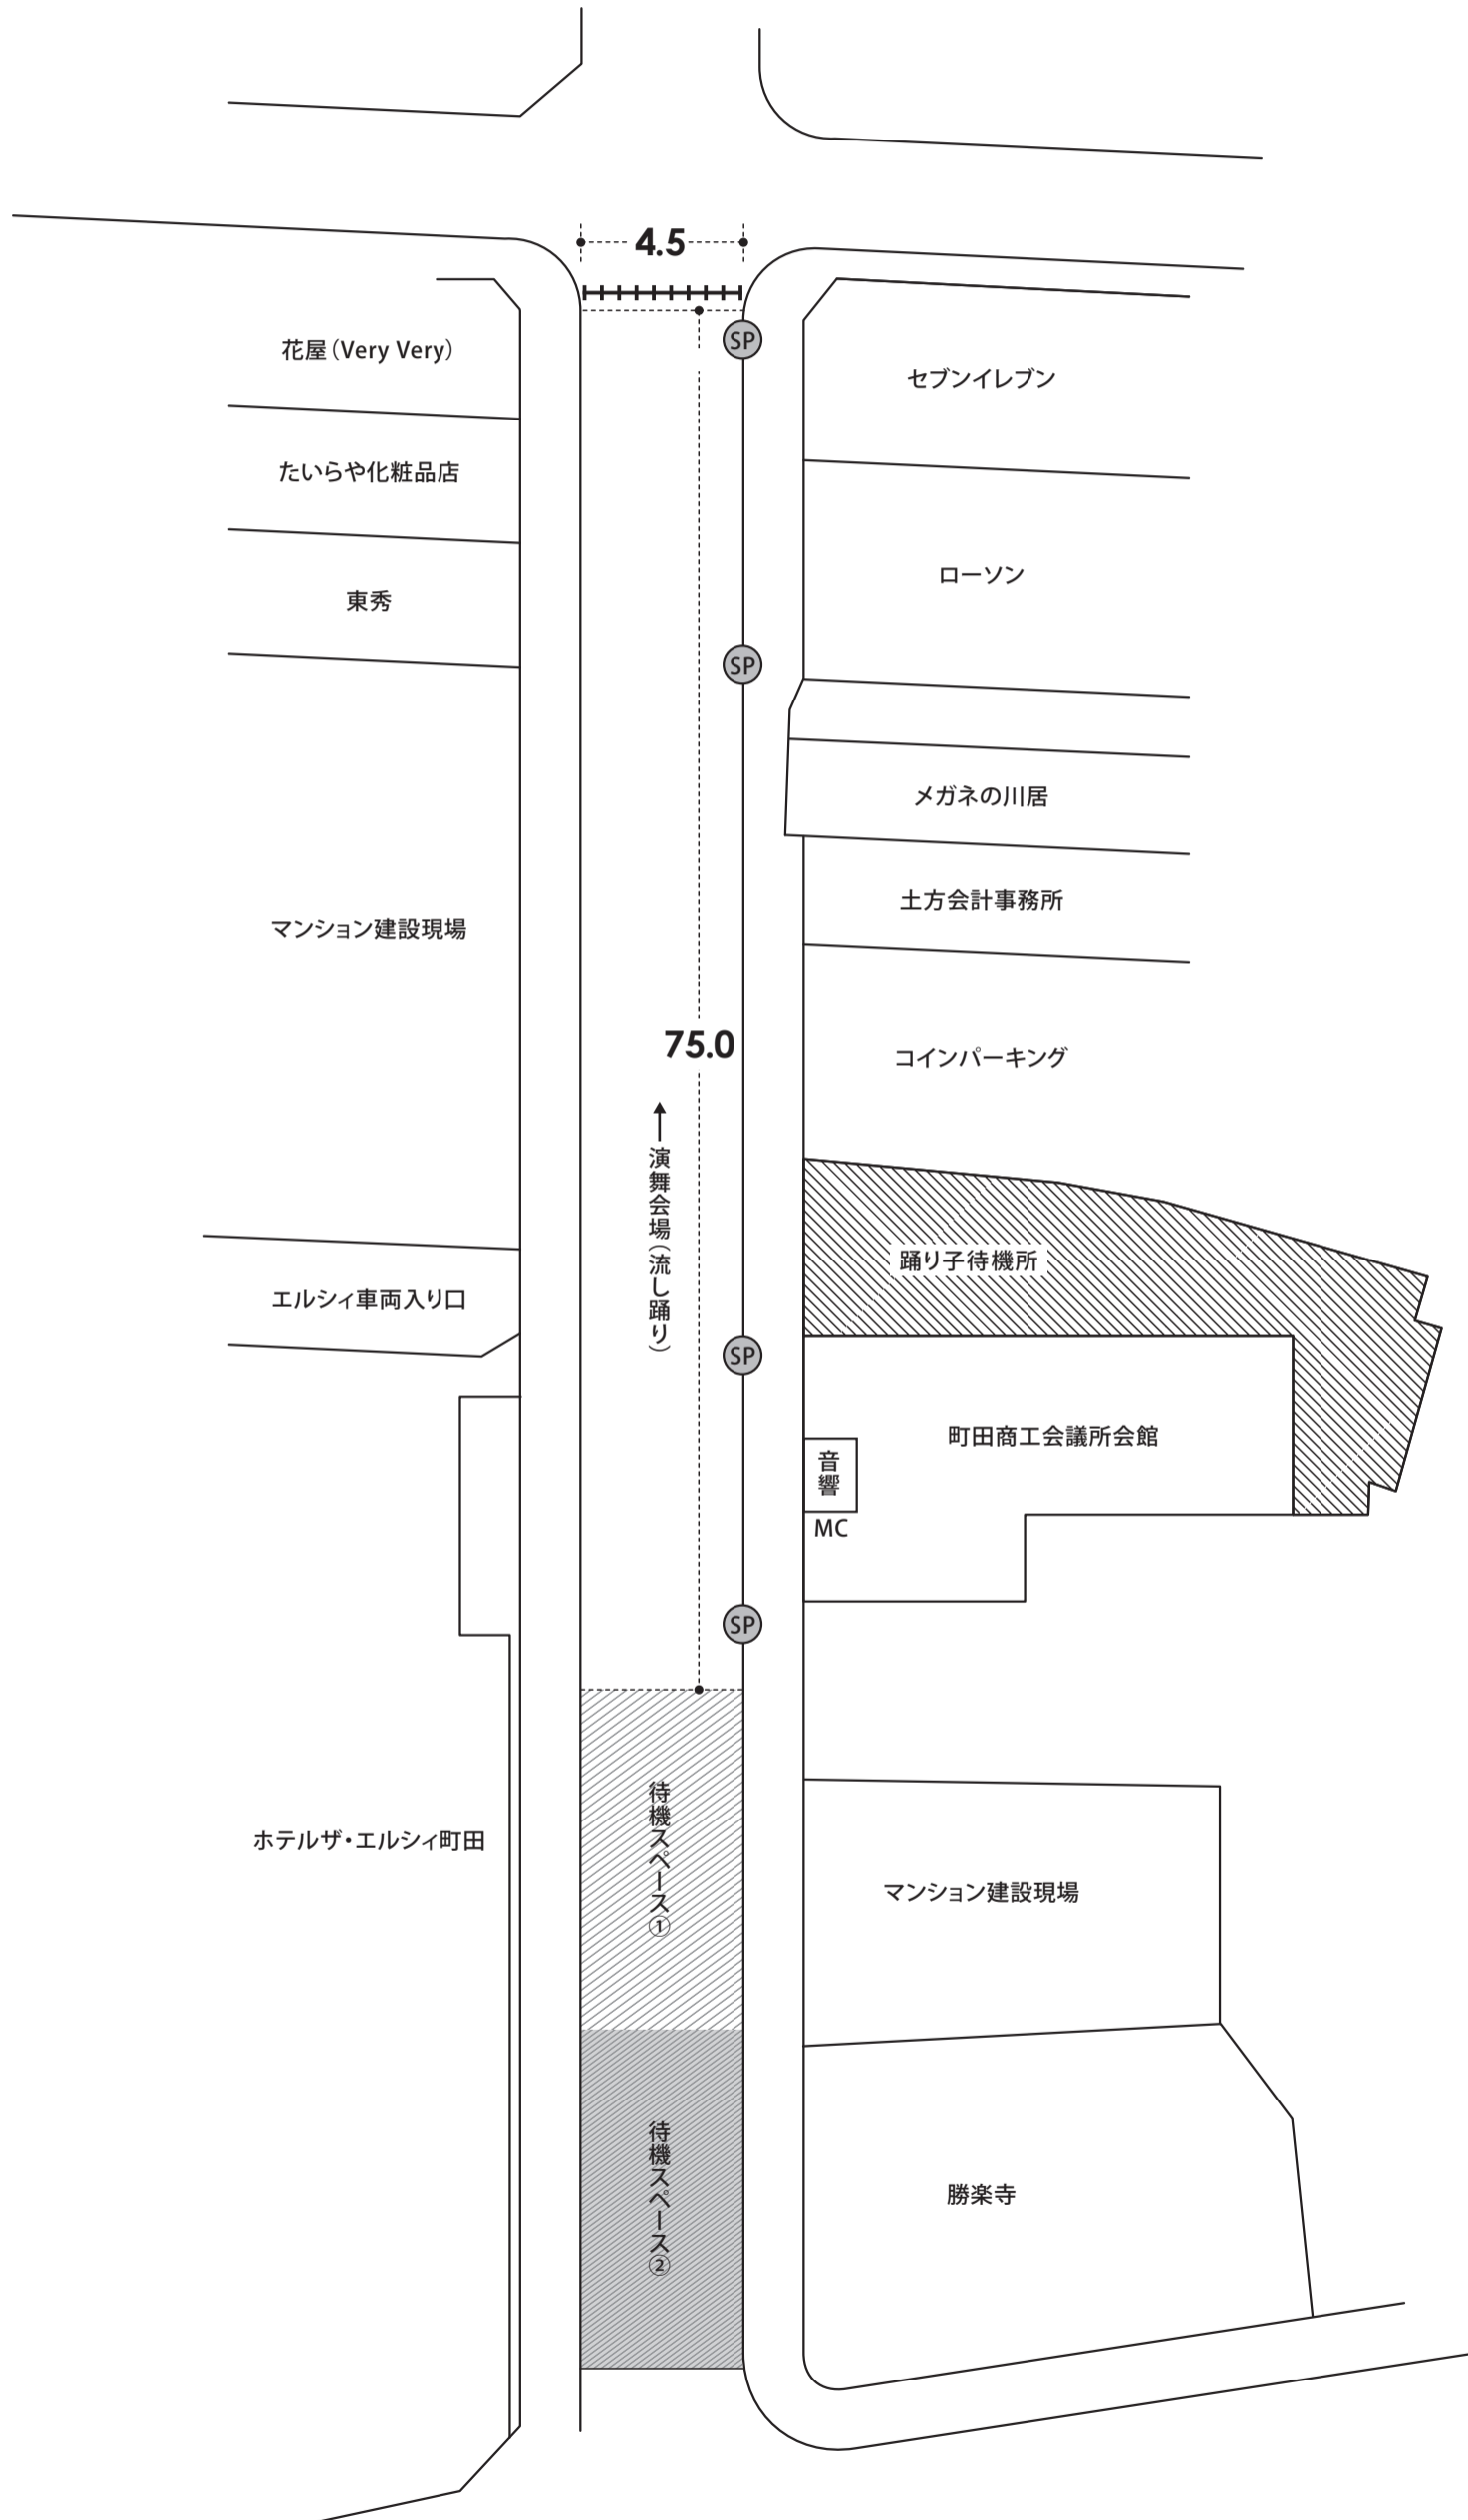 4.5
SP
花屋（Very Very）
セブンイレブン
たいらや化粧品店
ローソン
東秀
SP
メガネの川居
土方会計事務所
マンション建設現場
75.0
コインパーキング
演舞会場（流し踊り）
踊り子待機所
エルシィ車両入り口
SP
町田商工会議所会館
音響
MC
SP
待機スペース①
ホテルザ・エルシィ町田
マンション建設現場
待機スペース②
勝楽寺